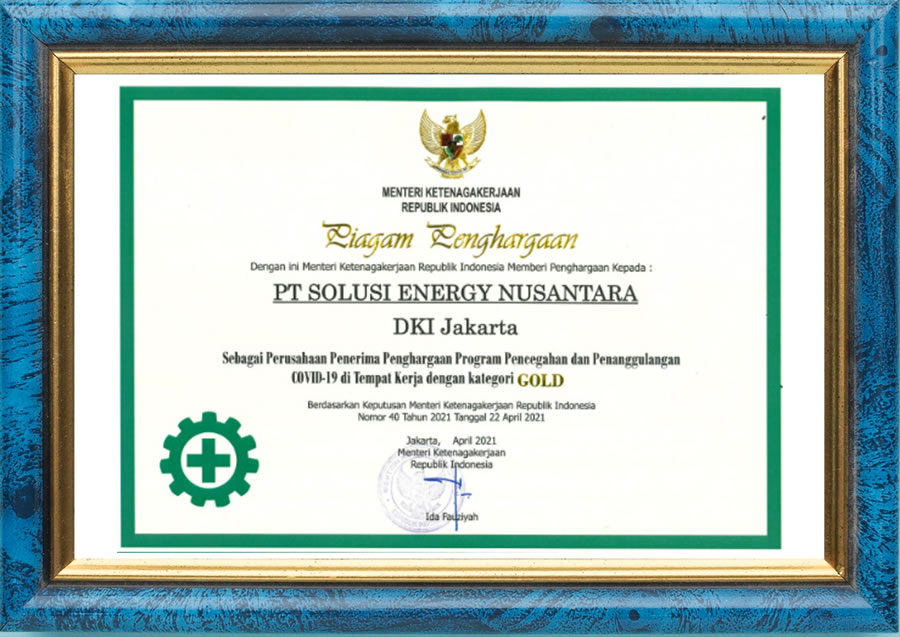 MENTERI KETENAGAKERJAAN
REPUBLIK INDONESIA
Piagam Penghargaan
Dengan ini Menteri Ketenagakerjaan Republik Indonesia Memberi Penghargaan Kepada :
PT SOLUSI ENERGY NUSANTARA
DKI Jakarta
Sebagai Perusahaan Penerima Penghargaan Program Pencegahan dan Penanggulangan
COVID-19 di Tempat Kerja dengan kategori GOLD
Berdasarkan Keputusan Menteri Ketenagakerjaan Republik Indonesia
Nomor 40 Tahun 2021 Tanggal 22 April 2021
Jakarta, April 2021
Menteri Ketenagakerjaan
Republik Indonesia
Ida Fauziyah